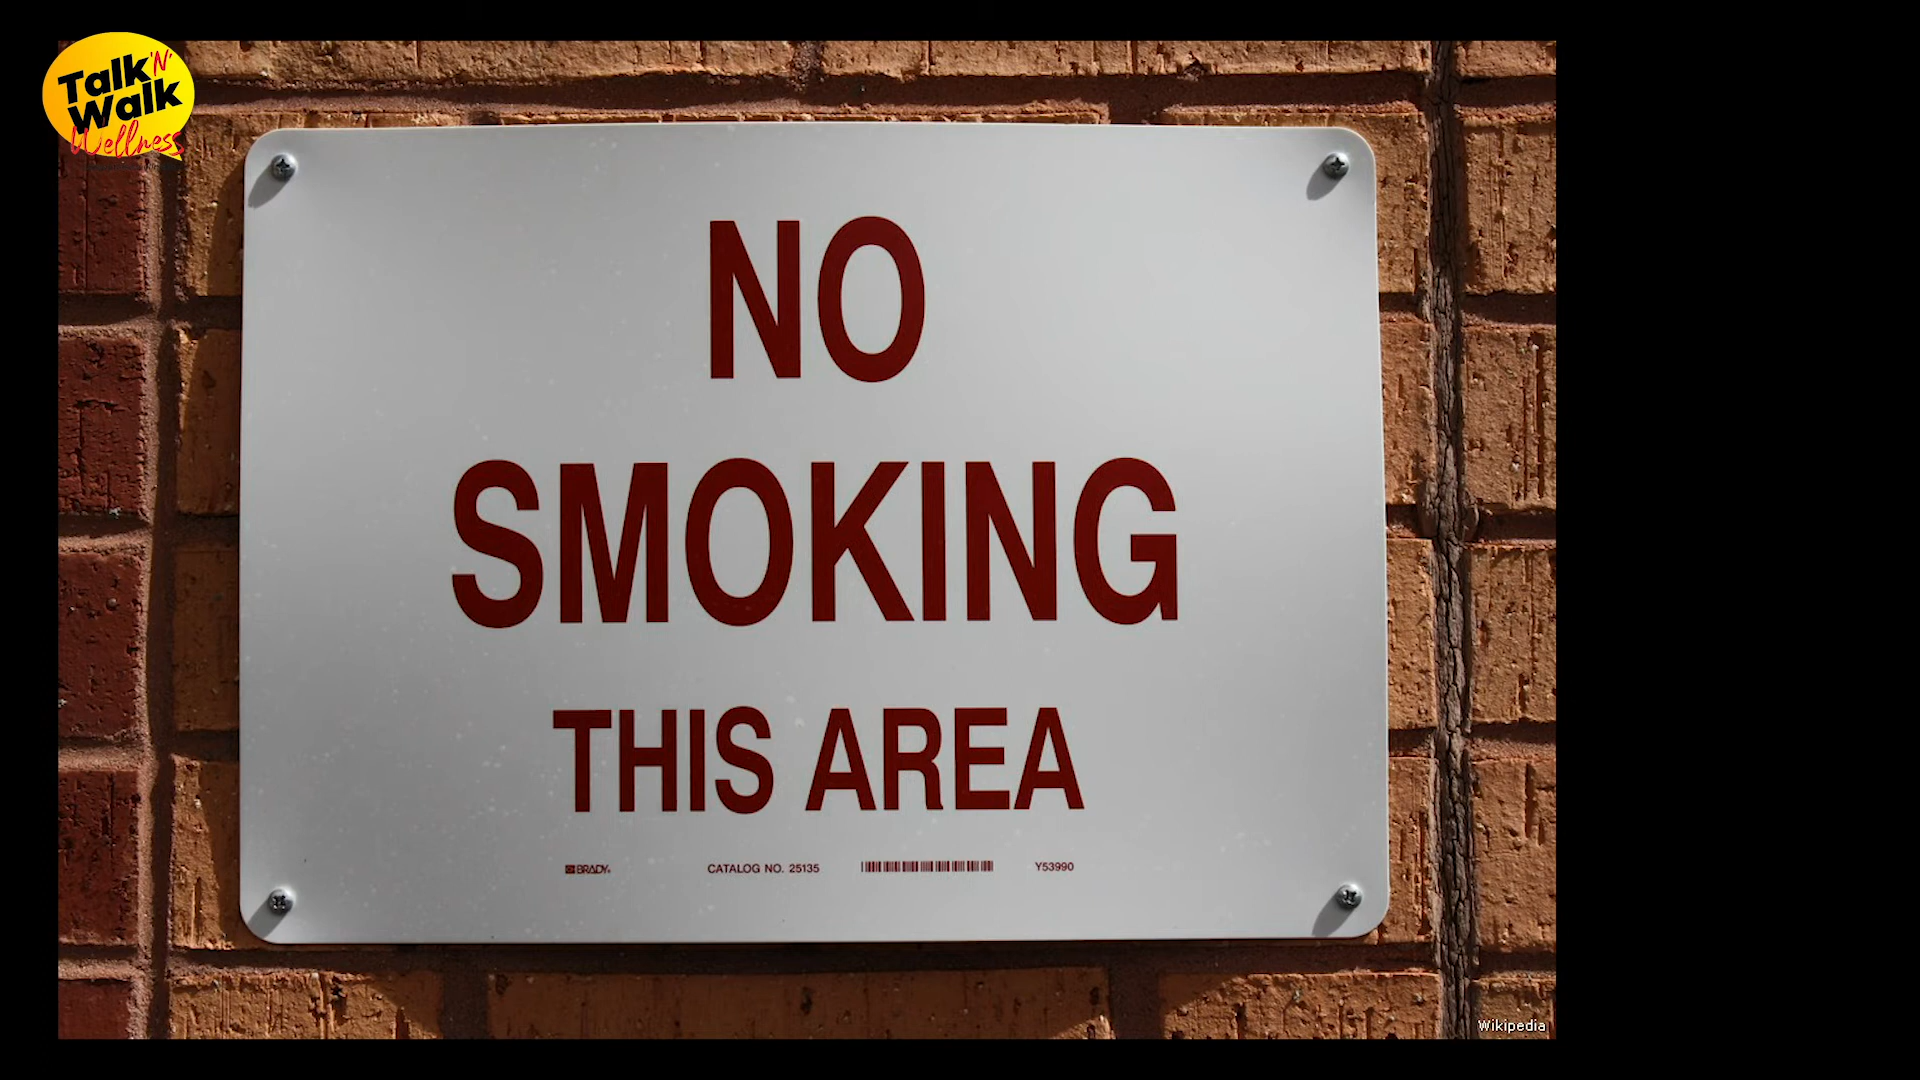 Talk 'N'
Walk
Wellness
NO
SMOKING
THIS AREA
BRADY® CATALOG NO. 25135 Y53990
Wikipedia